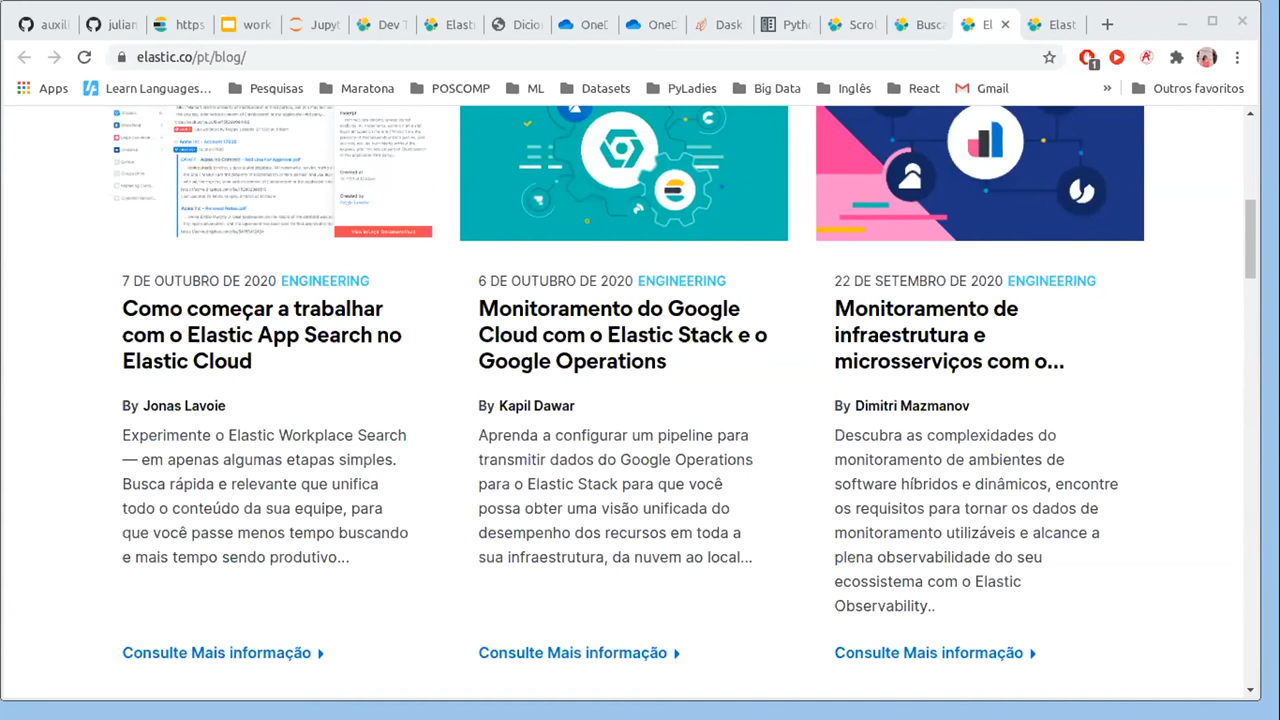 auxili
julian
https
work
Jupyt
Dev T
Elast
Dicio
OneD
OneD
Dask
Pytho
Scrol
Busca
El
Elast
elastic.co/pt/blog/
1
Apps
Learn Languages...
Pesquisas
Maratona
POSCOMP
ML
Datasets
PyLadies
Big Data
Inglês
React
Gmail
»
Outros favoritos
7 DE OUTUBRO DE 2020 ENGINEERING
Como começar a trabalhar
com o Elastic App Search no
Elastic Cloud
By Jonas Lavoie
Experimente o Elastic Workplace Search
— em apenas algumas etapas simples.
Busca rápida e relevante que unifica
todo o conteúdo da sua equipe, para
que você passe menos tempo buscando
e mais tempo sendo produtivo...
Consulte Mais informação
6 DE OUTUBRO DE 2020 ENGINEERING
Monitoramento do Google
Cloud com o Elastic Stack e o
Google Operations
By Kapil Dawar
Aprenda a configurar um pipeline para
transmitir dados do Google Operations
para o Elastic Stack para que você
possa obter uma visão unificada do
desempenho dos recursos em toda a
sua infraestrutura, da nuvem ao local...
Consulte Mais informação
22 DE SETEMBRO DE 2020 ENGINEERING
Monitoramento de
infraestrutura e
microsserviços com o...
By Dimitri Mazmanov
Descubra as complexidades do
monitoramento de ambientes de
software híbridos e dinâmicos, encontre
os requisitos para tornar os dados de
monitoramento utilizáveis e alcance a
plena observabilidade do seu
ecossistema com o Elastic
Observability..
Consulte Mais informação